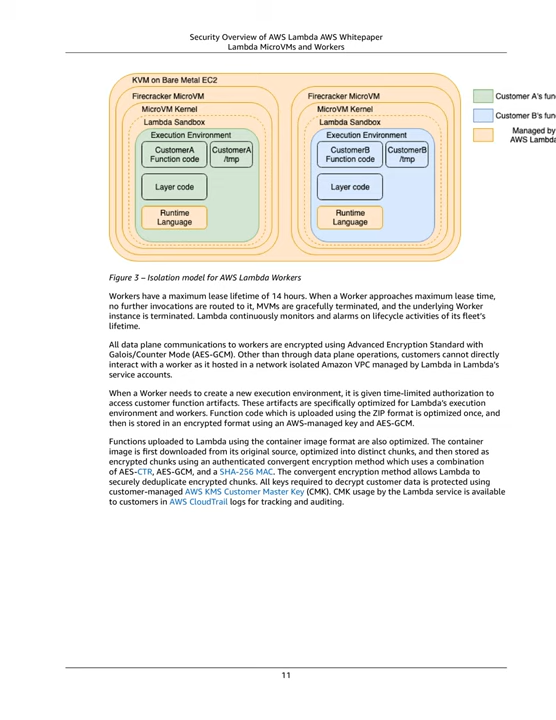 Security Overview of AWS Lambda AWS Whitepaper
Lambda MicroVMs and Workers
KVM on Bare Metal EC2
Firecracker MicroVM
MicroVM Kernel
Lambda Sandbox
Execution Environment
CustomerA
Function code
CustomerA
/tmp
Layer code
Runtime
Language
Firecracker MicroVM
MicroVM Kernel
Lambda Sandbox
Execution Environment
CustomerB
Function code
CustomerB
/tmp
Layer code
Runtime
Language
Customer A's fun
Customer B's fun
Managed by
AWS Lambda
Figure 3 – Isolation model for AWS Lambda Workers
Workers have a maximum lease lifetime of 14 hours. When a Worker approaches maximum lease time,
no further invocations are routed to it, MVMs are gracefully terminated, and the underlying Worker
instance is terminated. Lambda continuously monitors and alarms on lifecycle activities of its fleet's
lifetime.
All data plane communications to workers are encrypted using Advanced Encryption Standard with
Galois/Counter Mode (AES-GCM). Other than through data plane operations, customers cannot directly
interact with a worker as it hosted in a network isolated Amazon VPC managed by Lambda in Lambda's
service accounts.
When a Worker needs to create a new execution environment, it is given time-limited authorization to
access customer function artifacts. These artifacts are specifically optimized for Lambda's execution
environment and workers. Function code which is uploaded using the ZIP format is optimized once, and
then is stored in an encrypted format using an AWS-managed key and AES-GCM.
Functions uploaded to Lambda using the container image format are also optimized. The container
image is first downloaded from its original source, optimized into distinct chunks, and then stored as
encrypted chunks using an authenticated convergent encryption method which uses a combination
of AES-CTR, AES-GCM, and a SHA-256 MAC. The convergent encryption method allows Lambda to
securely deduplicate encrypted chunks. All keys required to decrypt customer data is protected using
customer-managed AWS KMS Customer Master Key (CMK). CMK usage by the Lambda service is available
to customers in AWS CloudTrail logs for tracking and auditing.
11